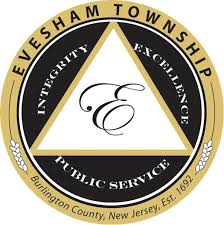 EVESHAM TOWNSHIP
INTEGRITY
EXCELLENCE
E
PUBLIC SERVICE
Burlington County, New Jersey, Est. 1692